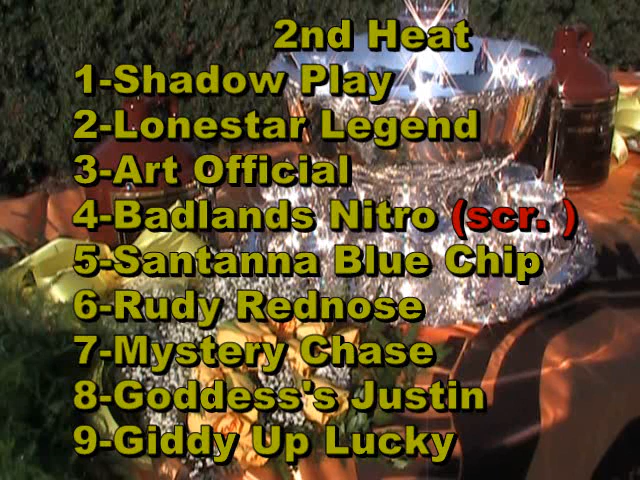 2nd Heat
1-Shadow Play
2-Lonestar Legend
3-Art Official
4-Badlands Nitro (scr. )
5-Santanna Blue Chip
6-Rudy Rednose
7-Mystery Chase
8-Goddess's Justin
9-Giddy Up Lucky